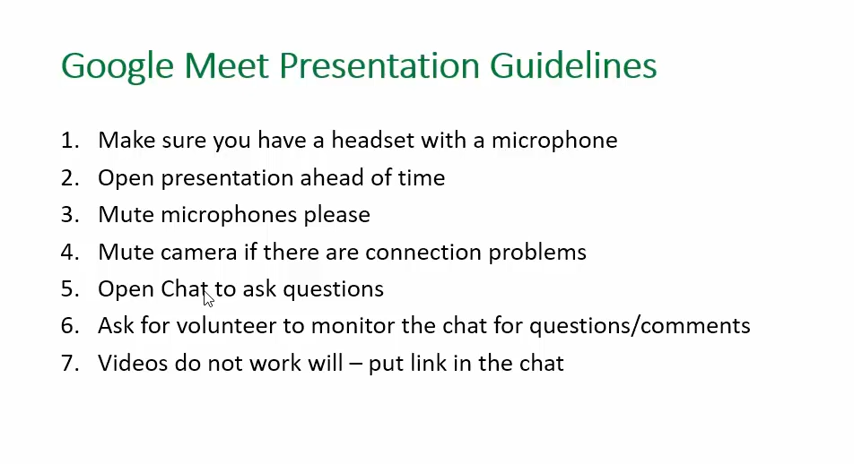 Google Meet Presentation Guidelines
1. Make sure you have a headset with a microphone
2. Open presentation ahead of time
3. Mute microphones please
4. Mute camera if there are connection problems
5. Open Chat to ask questions
6. Ask for volunteer to monitor the chat for questions/comments
7. Videos do not work will – put link in the chat